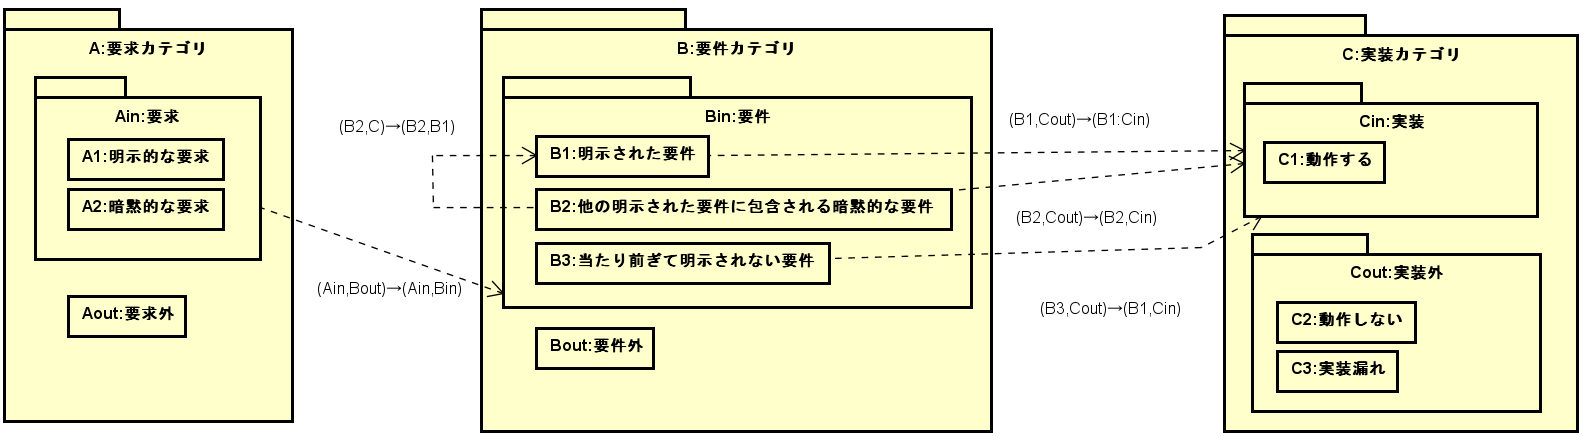 A:要求カテゴリ
Ain:要求
A1:明示的な要求
A2:暗黙的な要求
Aout:要求外
(B2,C)→(B2,B1)
(Ain,Bout)→(Ain,Bin)
B:要件カテゴリ
Bin:要件
B1:明示された要件
B2:他の明示された要件に包含される暗黙的な要件
B3:当たり前ぎて明示されない要件
Bout:要件外
(B1,Cout)→(B1:Cin)
(B2,Cout)→(B2,Cin)
(B3,Cout)→(B1,Cin)
C:実装カテゴリ
Cin:実装
C1:動作する
Cout:実装外
C2:動作しない
C3:実装漏れ